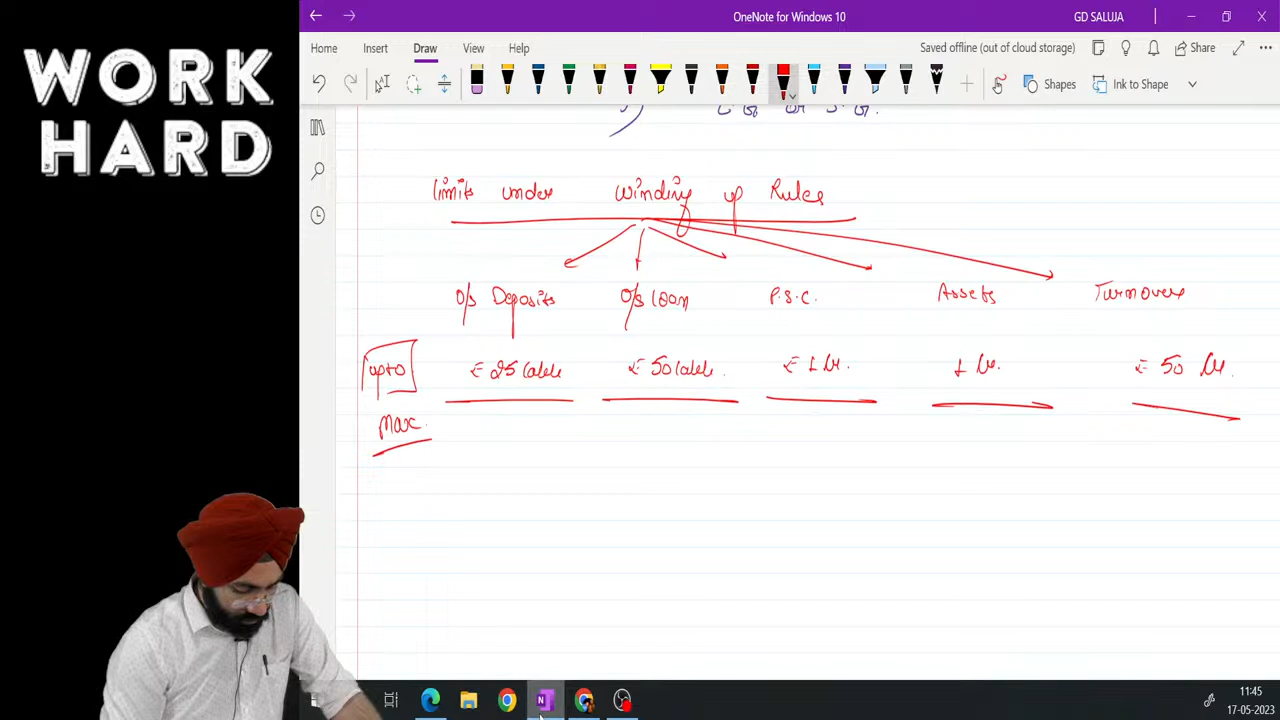 WORK
HARD
OneNote for Windows 10
GD SALUJA
Home Insert Draw View Help
Saved offline (out of cloud storage)
Share
Shapes
Ink to Shape
limits under winding up Rules
O/s Deposits O/s loan P.S.C. Assets Turnover
upto 25 lakh 50 lakh 1 Cr. 1 Cr. 50 Cr.
Max.
11:45
17-05-2023